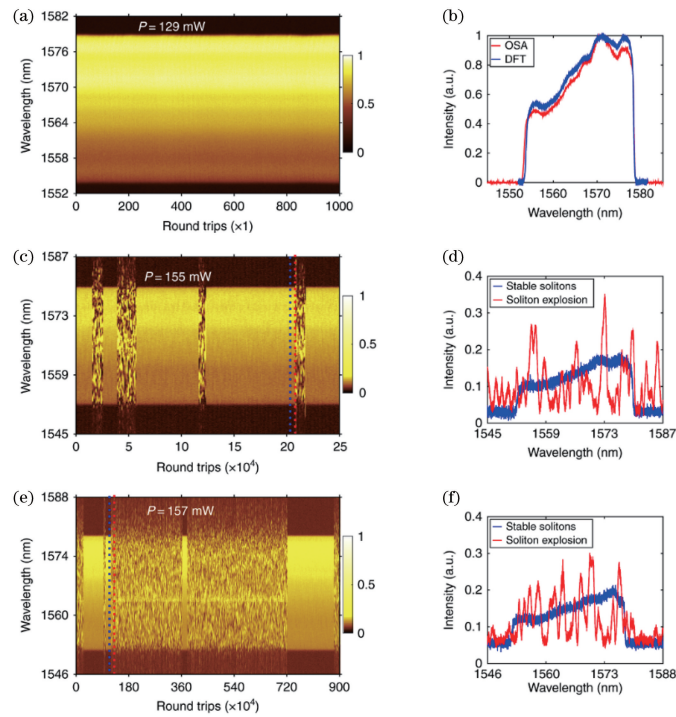 (a)
P = 129 mW
Wavelength (nm)
1582
1576
1570
1564
1558
1552
0
200
400
600
800
1000
Round trips (×1)
1
0.5
0
(b)
OSA
DFT
Intensity (a.u.)
1.0
0.8
0.6
0.4
0.2
0
1550
1560
1570
1580
Wavelength (nm)
(c)
P = 155 mW
Wavelength (nm)
1587
1573
1559
1545
0
5
10
15
20
25
Round trips (×10⁴)
1
0.5
0
(d)
Stable solitons
Soliton explosion
Intensity (a.u.)
0.4
0.3
0.2
0.1
0
1545
1559
1573
1587
Wavelength (nm)
(e)
P = 157 mW
Wavelength (nm)
1588
1574
1560
1546
0
180
360
540
720
900
Round trips (×10⁴)
1
0.5
0
(f)
Stable solitons
Soliton explosion
Intensity (a.u.)
0.4
0.3
0.2
0.1
0
1546
1560
1574
1588
Wavelength (nm)